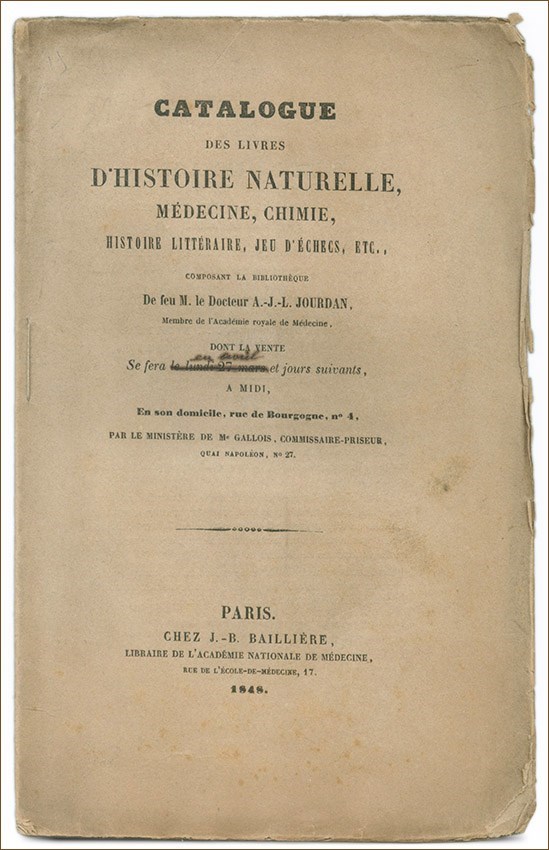 CATALOGUE
DES LIVRES
D'HISTOIRE NATURELLE,
MÉDECINE, CHIMIE,
HISTOIRE LITTÉRAIRE, JEU D'ÉCHECS, ETC.,
COMPOSANT LA BIBLIOTHÈQUE
De feu M. le Docteur A.-J.-L. JOURDAN,
Membre de l'Académie royale de Médecine,
DONT LA VENTE
en avril
Se fera le lundi 27 mars et jours suivants,
A MIDI,
En son domicile, rue de Bourgogne, nº 4,
PAR LE MINISTÈRE DE Me GALLOIS, COMMISSAIRE-PRISEUR,
QUAI NAPOLÉON, Nº 27.
PARIS.
CHEZ J.-B. BAILLIÈRE,
LIBRAIRE DE L'ACADÉMIE NATIONALE DE MÉDECINE,
RUE DE L'ÉCOLE-DE-MÉDECINE, 17.
1848.